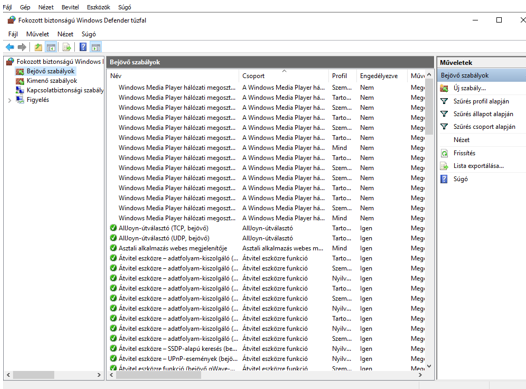 Fájl Gép Nézet Bevitel Eszközök Súgó
Fokozott biztonságú Windows Defender tűzfal
Fájl Művelet Nézet Súgó
Fokozott biztonságú Windows
Bejövő szabályok
Kimenő szabályok
Kapcsolatbiztonsági szabály
Figyelés
Bejövő szabályok
Név Csoport Profil Engedélyezve Műv
Windows Media Player hálózati megoszt... A Windows Media Player há... Szem... Nem Meg
Windows Media Player hálózati megoszt... A Windows Media Player há... Tarto... Nem Meg
Windows Media Player hálózati megoszt... A Windows Media Player há... Szem... Nem Meg
Windows Media Player hálózati megoszt... A Windows Media Player há... Tarto... Nem Meg
Windows Media Player hálózati megoszt... A Windows Media Player há... Szem... Nem Meg
Windows Media Player hálózati megoszt... A Windows Media Player há... Tarto... Nem Meg
Windows Media Player hálózati megoszt... A Windows Media Player há... Mind Nem Meg
Windows Media Player hálózati megoszt... A Windows Media Player há... Tarto... Nem Meg
Windows Media Player hálózati megoszt... A Windows Media Player há... Szem... Nem Meg
Windows Media Player hálózati megoszt... A Windows Media Player há... Tarto... Nem Meg
Windows Media Player hálózati megoszt... A Windows Media Player há... Szem... Nem Meg
Windows Media Player hálózati megoszt... A Windows Media Player há... Tarto... Nem Meg
Windows Media Player hálózati megoszt... A Windows Media Player há... Szem... Nem Meg
Windows Media Player hálózati megoszt... A Windows Media Player há... Mind Nem Meg
AllJoyn-útválasztó (TCP, bejövő) AllJoyn-útválasztó Tarto... Igen Meg
AllJoyn-útválasztó (UDP, bejövő) AllJoyn-útválasztó Tarto... Igen Meg
Asztali alkalmazás webes megjelenítője Asztali alkalmazás webes m... Mind Igen Meg
Átvitel eszközre – adatfolyam-kiszolgáló (... Átvitel eszközre funkció Tarto... Igen Meg
Átvitel eszközre – adatfolyam-kiszolgáló (... Átvitel eszközre funkció Szem... Igen Meg
Átvitel eszközre – adatfolyam-kiszolgáló (... Átvitel eszközre funkció Nyilv... Igen Meg
Átvitel eszközre – adatfolyam-kiszolgáló (... Átvitel eszközre funkció Tarto... Igen Meg
Átvitel eszközre – adatfolyam-kiszolgáló (... Átvitel eszközre funkció Szem... Igen Meg
Átvitel eszközre – adatfolyam-kiszolgáló (... Átvitel eszközre funkció Nyilv... Igen Meg
Átvitel eszközre – adatfolyam-kiszolgáló (... Átvitel eszközre funkció Tarto... Igen Meg
Átvitel eszközre – adatfolyam-kiszolgáló (... Átvitel eszközre funkció Szem... Igen Meg
Átvitel eszközre – adatfolyam-kiszolgáló (... Átvitel eszközre funkció Nyilv... Igen Meg
Átvitel eszközre – SSDP-alapú keresés (be... Átvitel eszközre funkció Nyilv... Igen Meg
Átvitel eszközre – UPnP-események (bejö... Átvitel eszközre funkció Nyilv... Igen Meg
Átvitel eszközre funkció (bejövő qWave-... Átvitel eszközre funkció Szem... Igen Meg
Műveletek
Bejövő szabályok
Új szabály...
Szűrés profil alapján
Szűrés állapot alapján
Szűrés csoport alapján
Nézet
Frissítés
Lista exportálása...
Súgó